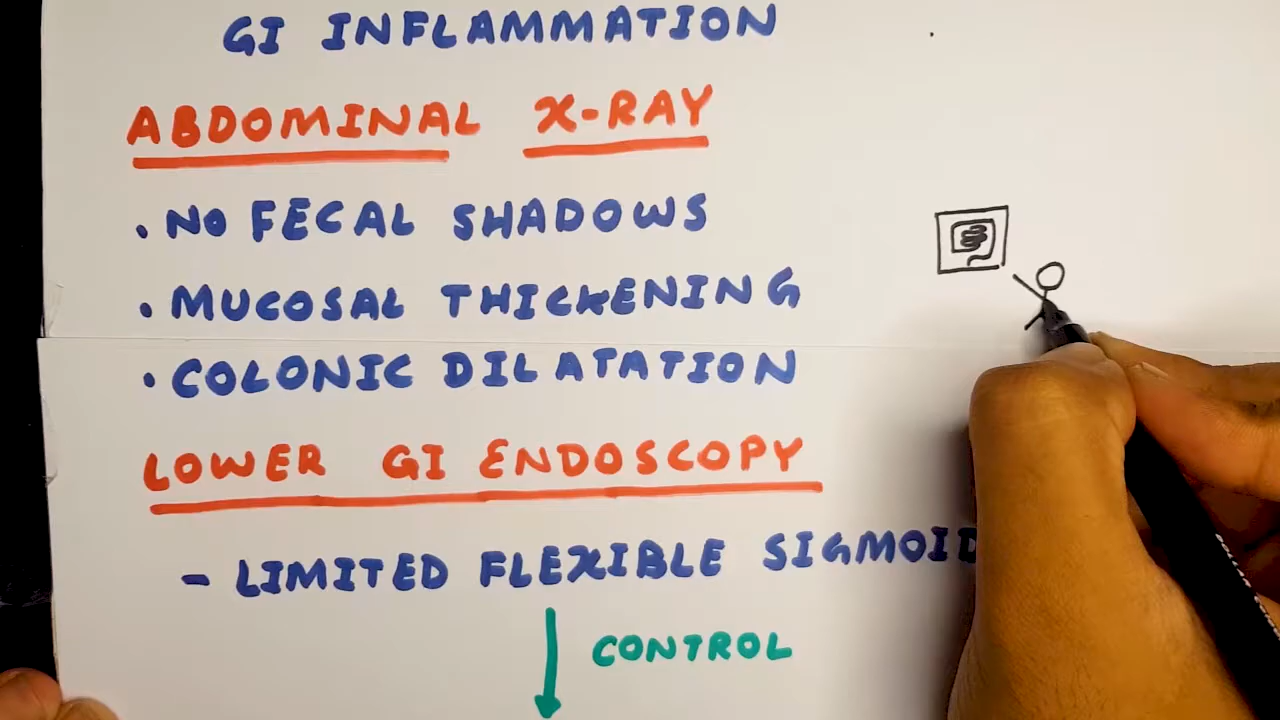 GI INFLAMMATION
ABDOMINAL X-RAY
• NO FECAL SHADOWS
• MUCOSAL THICKENING
• COLONIC DILATATION
LOWER GI ENDOSCOPY
- LIMITED FLEXIBLE SIGMOID
CONTROL